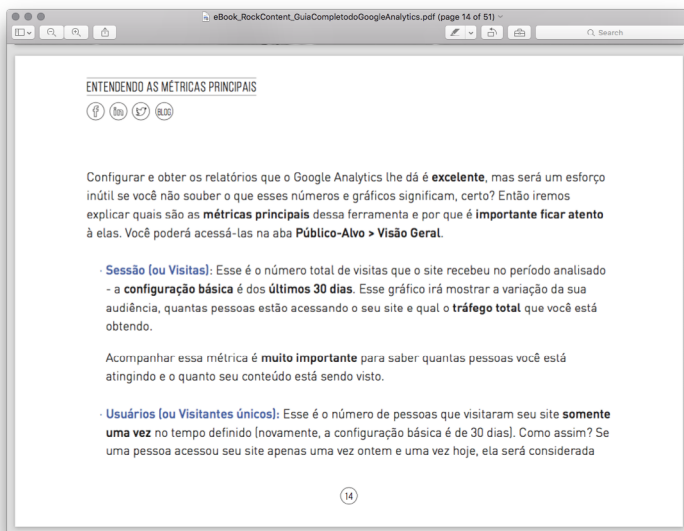 eBook_RockContent_GuiaCompletodoGoogleAnalytics.pdf (page 14 of 51)
Search
ENTENDENDO AS MÉTRICAS PRINCIPAIS
f in BLOG
Configurar e obter os relatórios que o Google Analytics lhe dá é excelente, mas será um esforço
inútil se você não souber o que esses números e gráficos significam, certo? Então iremos
explicar quais são as métricas principais dessa ferramenta e por que é importante ficar atento
à elas. Você poderá acessá-las na aba Público-Alvo > Visão Geral.
· Sessão (ou Visitas): Esse é o número total de visitas que o site recebeu no período analisado
- a configuração básica é dos últimos 30 dias. Esse gráfico irá mostrar a variação da sua
audiência, quantas pessoas estão acessando o seu site e qual o tráfego total que você está
obtendo.
Acompanhar essa métrica é muito importante para saber quantas pessoas você está
atingindo e o quanto seu conteúdo está sendo visto.
· Usuários (ou Visitantes únicos): Esse é o número de pessoas que visitaram seu site somente
uma vez no tempo definido (novamente, a configuração básica é de 30 dias). Como assim? Se
uma pessoa acessou seu site apenas uma vez ontem e uma vez hoje, ela será considerada
14